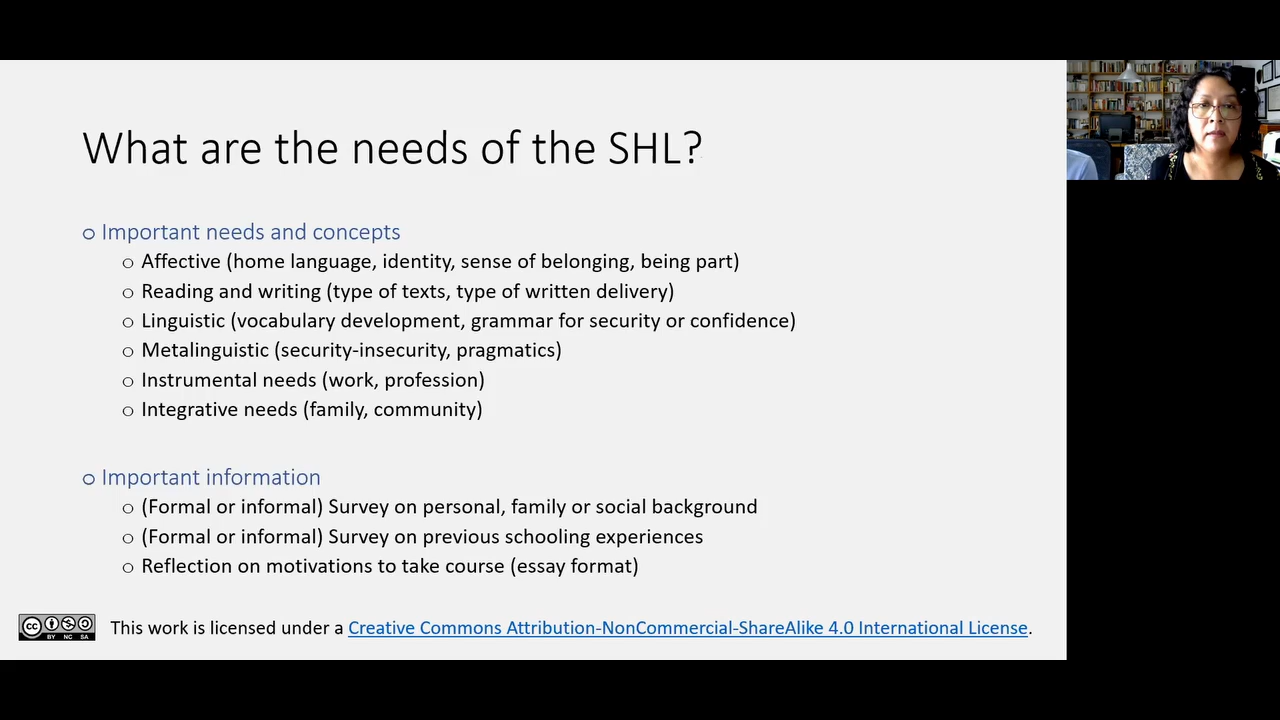 What are the needs of the SHL?
o Important needs and concepts
o Affective (home language, identity, sense of belonging, being part)
o Reading and writing (type of texts, type of written delivery)
o Linguistic (vocabulary development, grammar for security or confidence)
o Metalinguistic (security-insecurity, pragmatics)
o Instrumental needs (work, profession)
o Integrative needs (family, community)
o Important information
o (Formal or informal) Survey on personal, family or social background
o (Formal or informal) Survey on previous schooling experiences
o Reflection on motivations to take course (essay format)
cc BY NC SA
This work is licensed under a Creative Commons Attribution-NonCommercial-ShareAlike 4.0 International License.